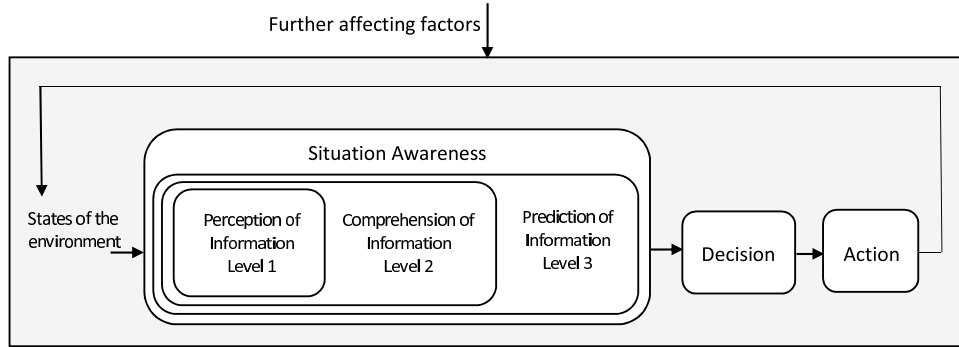 Further affecting factors
Situation Awareness
States of the
environment
Perception of
Information
Level 1
Comprehension of
Information
Level 2
Prediction of
Information
Level 3
Decision
Action